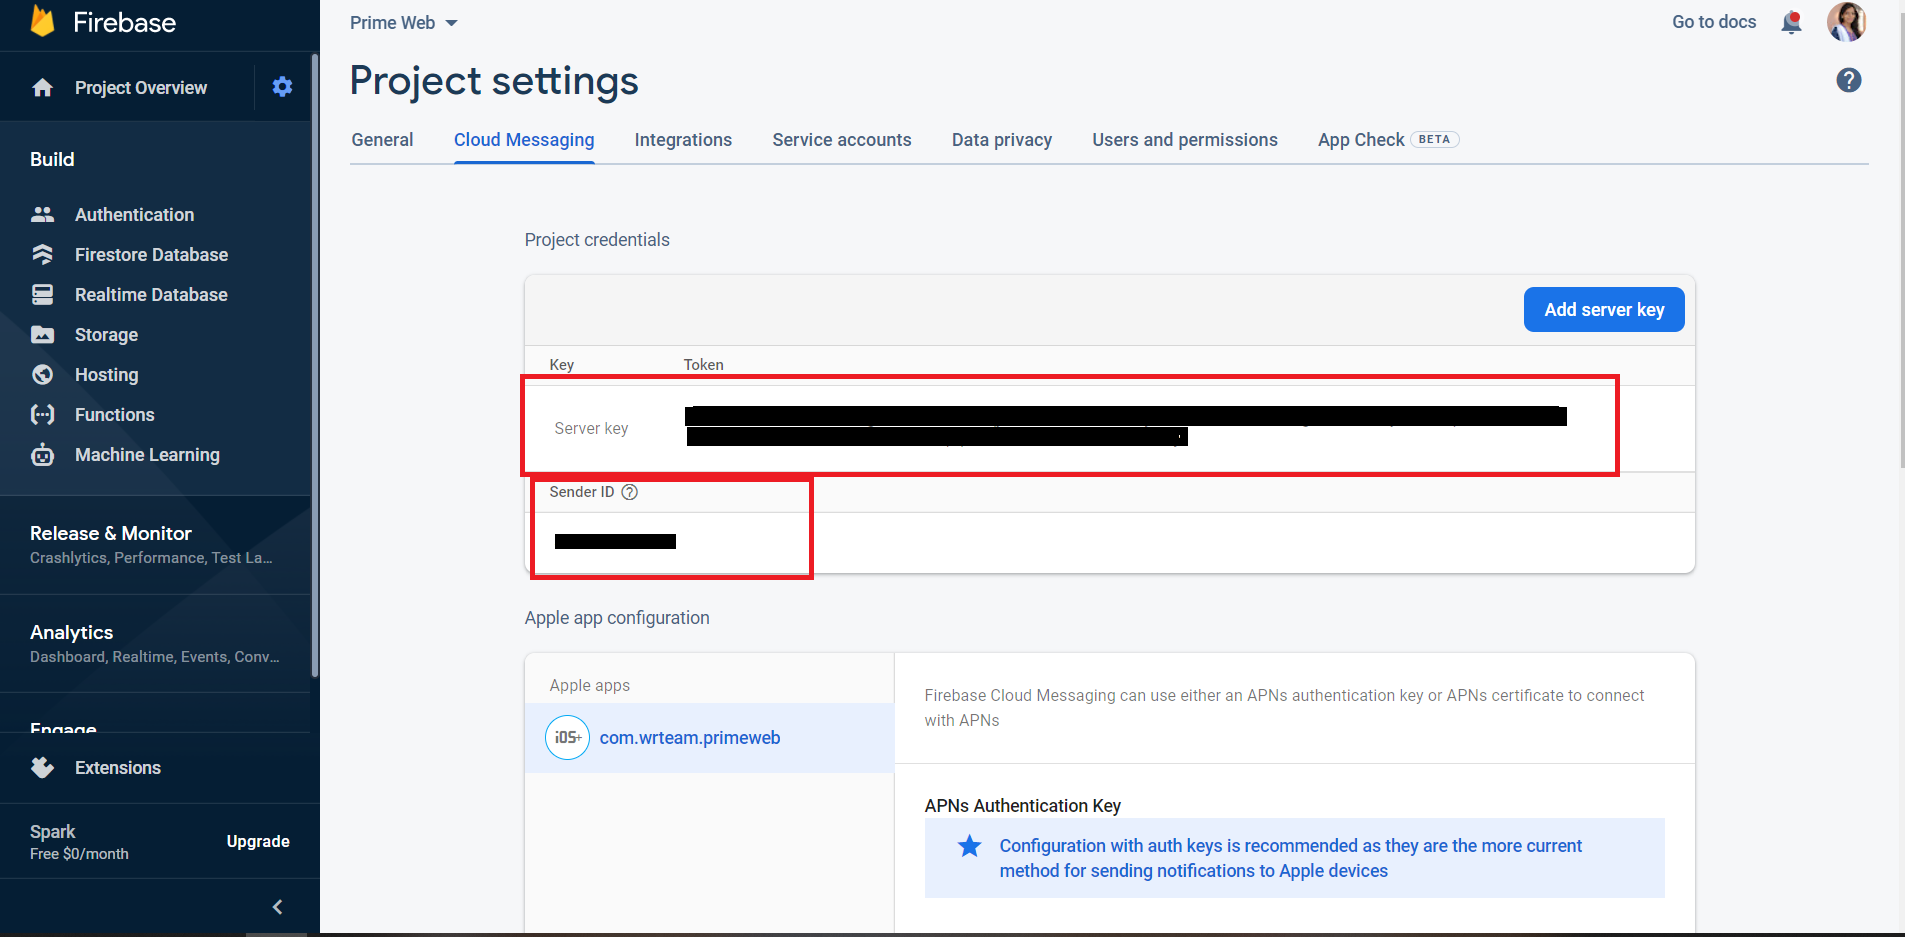 Firebase
Project Overview
Build
Authentication
Firestore Database
Realtime Database
Storage
Hosting
Functions
Machine Learning
Release & Monitor
Crashlytics, Performance, Test La...
Analytics
Dashboard, Realtime, Events, Conv...
Engage
Extensions
Spark
Free $0/month
Upgrade
Prime Web
Go to docs
Project settings
General Cloud Messaging Integrations Service accounts Data privacy Users and permissions App Check BETA
Project credentials
Add server key
Key Token
Server key
Sender ID
Apple app configuration
Apple apps
iOS+ com.wrteam.primeweb
Firebase Cloud Messaging can use either an APNs authentication key or APNs certificate to connect
with APNs
APNs Authentication Key
Configuration with auth keys is recommended as they are the more current
method for sending notifications to Apple devices